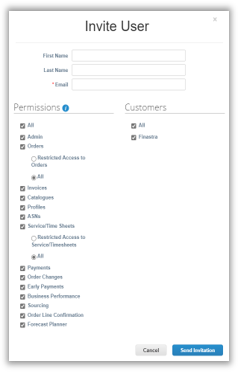 Invite User
×
First Name
Last Name
* Email
Permissions i
Customers
All
Admin
Orders
Restricted Access to
Orders
All
Invoices
Catalogues
Profiles
ASNs
Service/Time Sheets
Restricted Access to
Service/Timesheets
All
Payments
Order Changes
Early Payments
Business Performance
Sourcing
Order Line Confirmation
Forecast Planner
All
Finastra
Cancel
Send Invitation